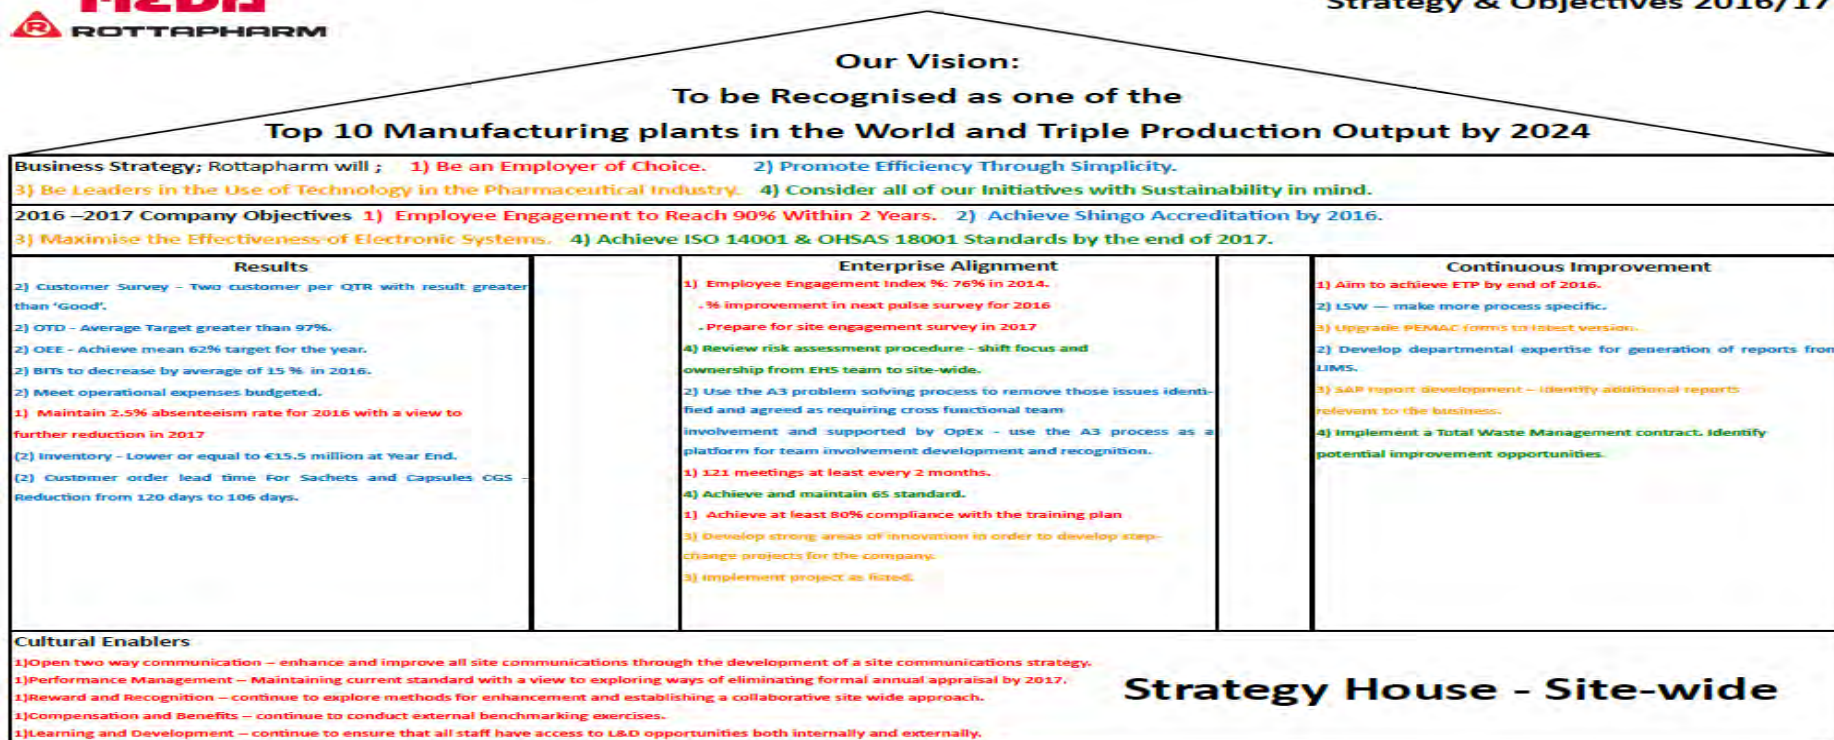 MEDA
ROTTAPHARM
Strategy & Objectives 2016/17
Our Vision:
To be Recognised as one of the
Top 10 Manufacturing plants in the World and Triple Production Output by 2024
Business Strategy; Rottapharm will ; 1) Be an Employer of Choice. 2) Promote Efficiency Through Simplicity.
3) Be Leaders in the Use of Technology in the Pharmaceutical Industry. 4) Consider all of our Initiatives with Sustainability in mind.
2016 –2017 Company Objectives 1) Employee Engagement to Reach 90% Within 2 Years. 2) Achieve Shingo Accreditation by 2016.
3) Maximise the Effectiveness of Electronic Systems. 4) Achieve ISO 14001 & OHSAS 18001 Standards by the end of 2017.
Results
2) Customer Survey - Two customer per QTR with result greater
than 'Good'.
2) OTD - Average Target greater than 97%.
2) OEE - Achieve mean 62% target for the year.
2) BITs to decrease by average of 15 % in 2016.
2) Meet operational expenses budgeted.
1) Maintain 2.5% absenteeism rate for 2016 with a view to
further reduction in 2017
(2) Inventory - Lower or equal to €15.5 million at Year End.
(2) Customer order lead time For Sachets and Capsules CGS -
Reduction from 120 days to 106 days.
Enterprise Alignment
1) Employee Engagement Index %: 76% in 2014.
. % improvement in next pulse survey for 2016
. Prepare for site engagement survey in 2017
4) Review risk assessment procedure - shift focus and
ownership from EHS team to site-wide.
2) Use the A3 problem solving process to remove those issues identi-
fied and agreed as requiring cross functional team
involvement and supported by OpEx - use the A3 process as a
platform for team involvement development and recognition.
1) 121 meetings at least every 2 months.
4) Achieve and maintain 6S standard.
1) Achieve at least 80% compliance with the training plan
3) Develop strong areas of innovation in order to develop step-
change projects for the company.
3) Implement project as listed.
Continuous Improvement
1) Aim to achieve ETP by end of 2016.
2) LSW — make more process specific.
3) Upgrade PEMAC forms to latest version.
2) Develop departmental expertise for generation of reports from
LIMS.
3) SAP report development – Identify additional reports
relevant to the business.
4) Implement a Total Waste Management contract. Identify
potential improvement opportunities.
Cultural Enablers
1)Open two way communication – enhance and improve all site communications through the development of a site communications strategy.
1)Performance Management – Maintaining current standard with a view to exploring ways of eliminating formal annual appraisal by 2017.
1)Reward and Recognition – continue to explore methods for enhancement and establishing a collaborative site wide approach.
1)Compensation and Benefits – continue to conduct external benchmarking exercises.
1)Learning and Development – continue to ensure that all staff have access to L&D opportunities both internally and externally.
Strategy House - Site-wide